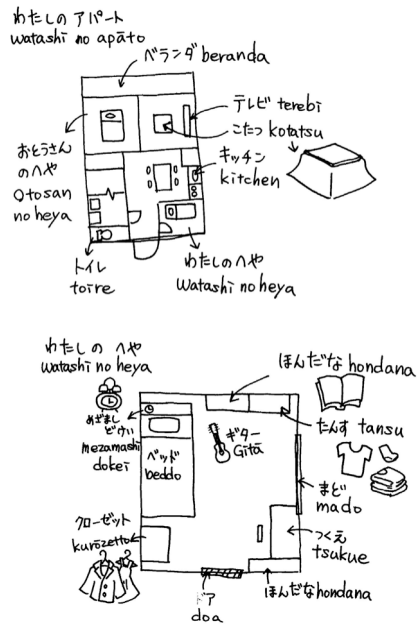 わたしの アパート
watashi no apāto
ベランダ beranda
テレビ terebi
こたつ kotatsu
おとうさん
のへや
Otosan
no heya
キッチン
kitchen
トイレ
toire
わたしのへや
watashi no heya
わたしの へや
watashi no heya
ほんだな hondana
たんす tansu
めざまし
どけい
mezamashi
dokei
ベッド
beddo
ギター
Gitā
まど
mado
クローゼット
kurōzetto
つくえ
tsukue
ほんだな hondana
ドア
doa